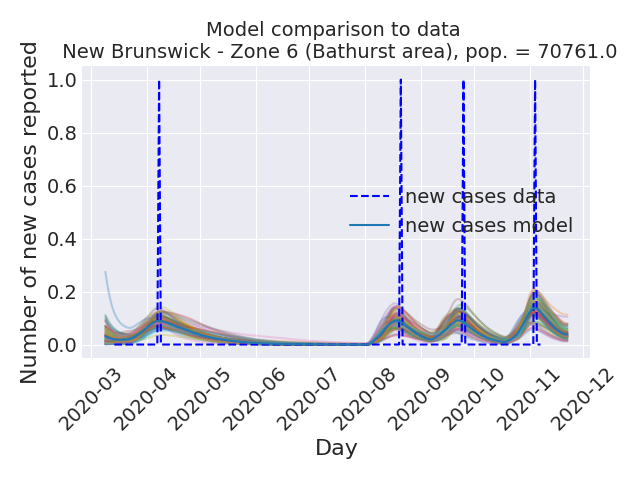 Model comparison to data
New Brunswick - Zone 6 (Bathurst area), pop. = 70761.0
Number of new cases reported
1.0
0.8
0.6
0.4
0.2
0.0
new cases data
new cases model
2020-03
2020-04
2020-05
2020-06
2020-07
2020-08
2020-09
2020-10
2020-11
2020-12
Day